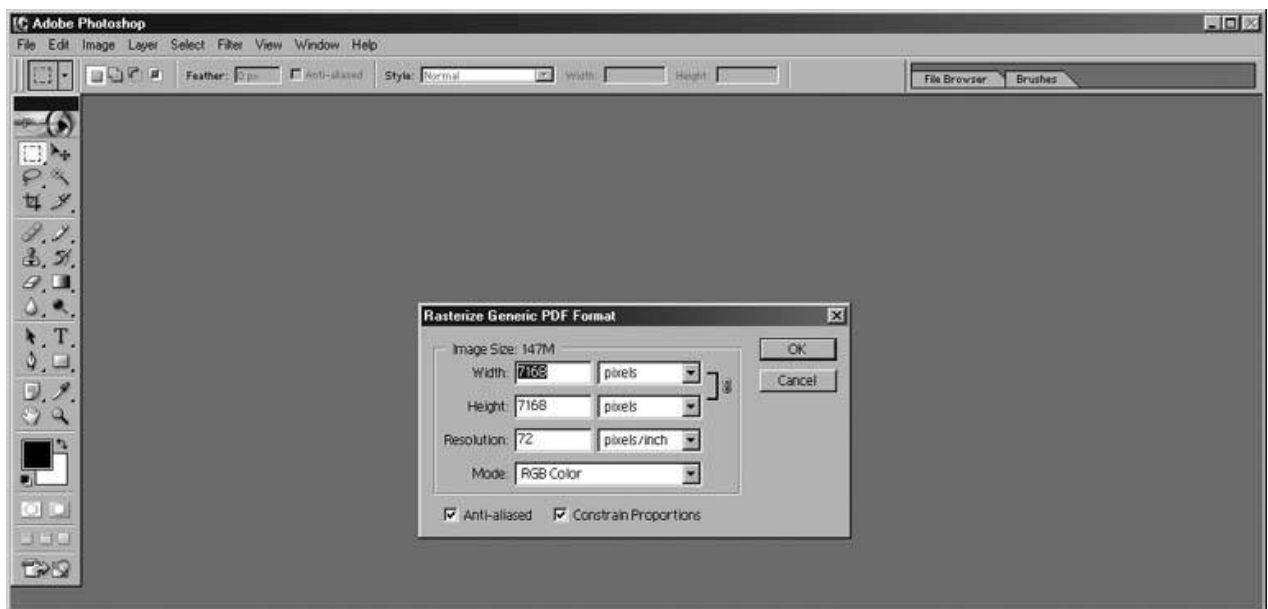 Adobe Photoshop
File Edit Image Layer Select Filter View Window Help
Feather: 0 px Anti-aliased Style: Normal Width: Height: File Browser Brushes
Rasterize Generic PDF Format
Image Size: 147M OK
Width: 7168 pixels Cancel
Height: 7168 pixels
Resolution: 72 pixels/inch
Mode: RGB Color
Anti-aliased Constrain Proportions